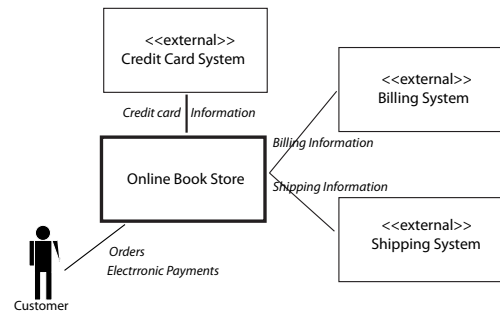 <<external>>
Credit Card System
<<external>>
Billing System
Credit card Information
Billing Information
Online Book Store
Shipping Information
<<external>>
Shipping System
Orders
Electrronic Payments
Customer